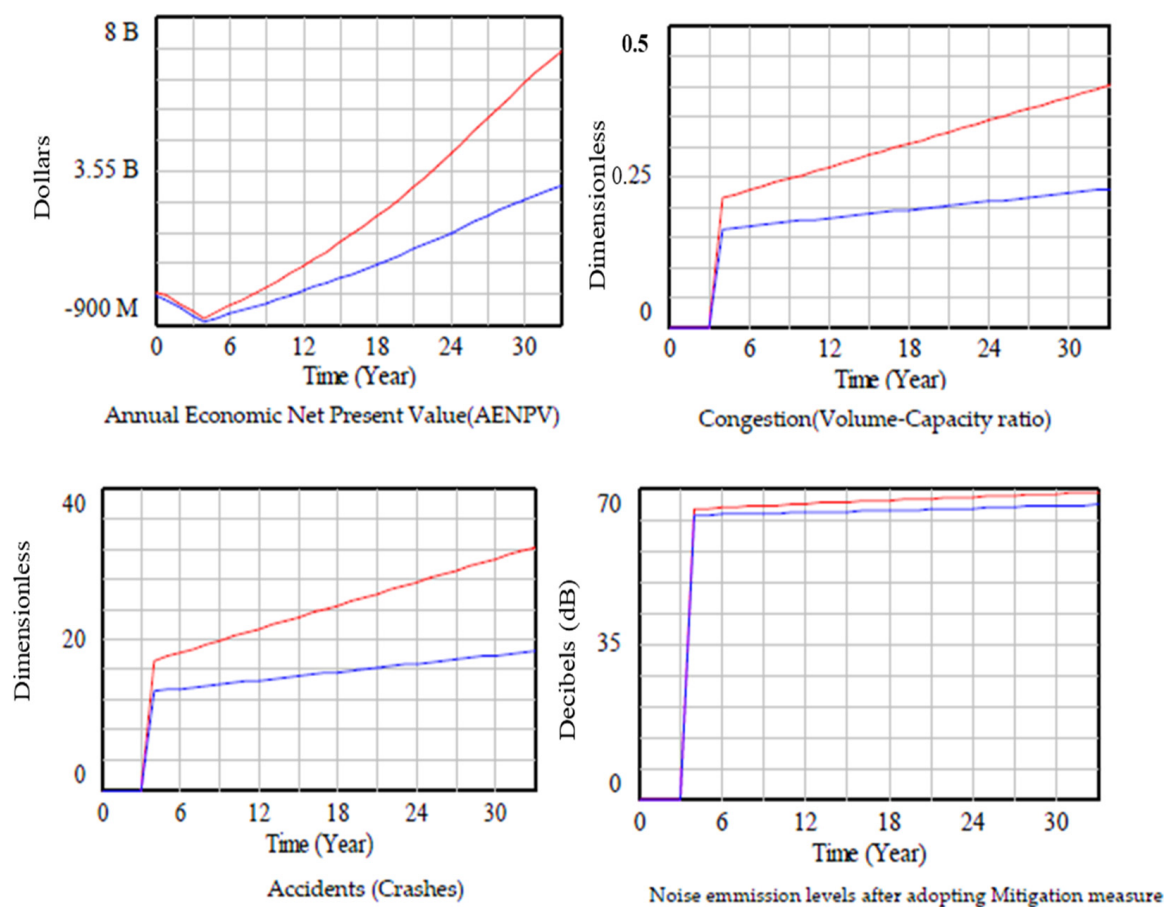 8 B
3.55 B
-900 M
Dollars
0 6 12 18 24 30
Time (Year)
Annual Economic Net Present Value(AENPV)
0.5
0.25
0
Dimenionless
0 6 12 18 24 30
Time (Year)
Congestion(Volume-Capacity ratio)
40
20
0
Dimensionless
0 6 12 18 24 30
Time (Year)
Accidents (Crashes)
70
35
0
Decibels (dB)
0 6 12 18 24 30
Time (Year)
Noise emmission levels after adopting Mitigation measure